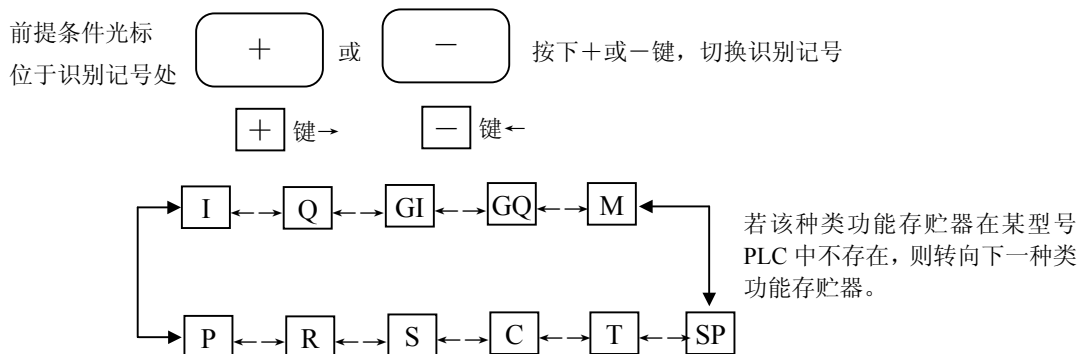 前提条件光标
位于识别记号处
+
或
－
按下＋或－键，切换识别记号
+ 键→
－ 键←
I Q GI GQ M
若该种类功能存贮器在某型号
PLC 中不存在，则转向下一种类
功能存贮器。
P R S C T SP